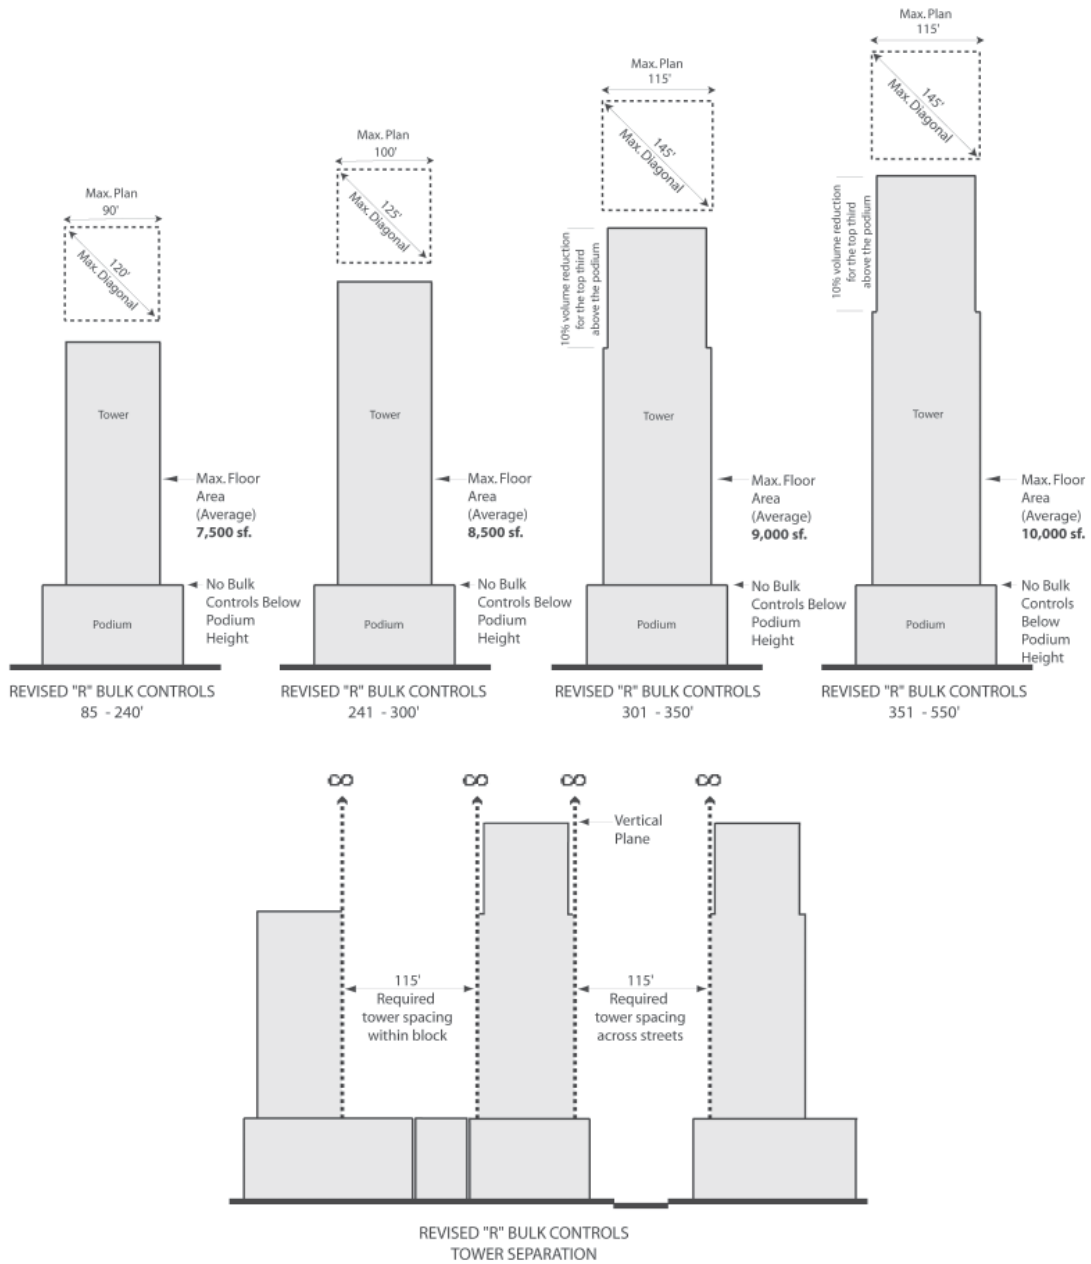 Max. Plan
90'
120'
Max. Diagonal
Tower
Max. Floor
Area
(Average)
7,500 sf.
No Bulk
Controls Below
Podium
Height
Podium
REVISED "R" BULK CONTROLS
85 - 240'
Max. Plan
100'
125'
Max. Diagonal
Tower
Max. Floor
Area
(Average)
8,500 sf.
No Bulk
Controls Below
Podium
Height
Podium
REVISED "R" BULK CONTROLS
241 - 300'
Max. Plan
115'
145'
Max. Diagonal
10% volume reduction
for the top third
above the podium
Tower
Max. Floor
Area
(Average)
9,000 sf.
No Bulk
Controls Below
Podium
Height
Podium
REVISED "R" BULK CONTROLS
301 - 350'
Max. Plan
115'
145'
Max. Diagonal
10% volume reduction
for the top third
above the podium
Tower
Max. Floor
Area
(Average)
10,000 sf.
No Bulk
Controls
Below
Podium
Height
Podium
REVISED "R" BULK CONTROLS
351 - 550'
∞ ∞ ∞ ∞
Vertical
Plane
115'
Required
tower spacing
within block
115'
Required
tower spacing
across streets
REVISED "R" BULK CONTROLS
TOWER SEPARATION